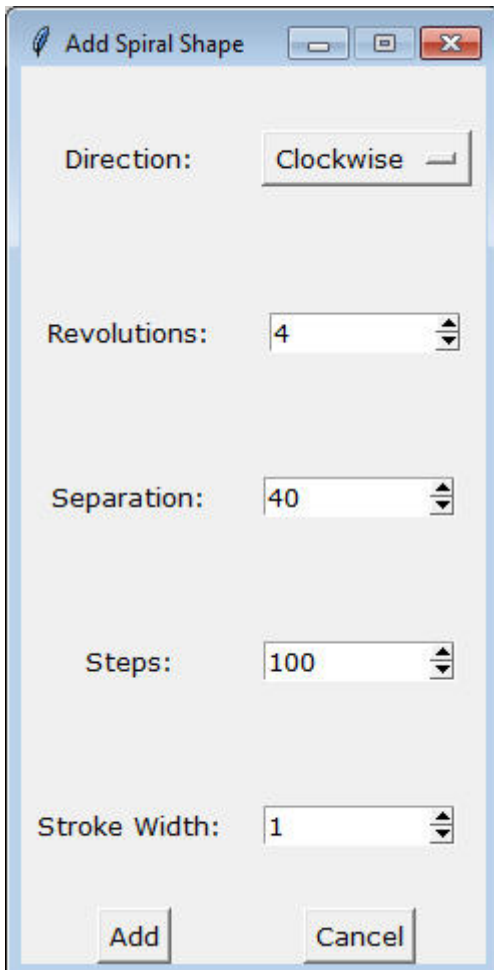 Add Spiral Shape
Direction: Clockwise
Revolutions: 4
Separation: 40
Steps: 100
Stroke Width: 1
Add Cancel